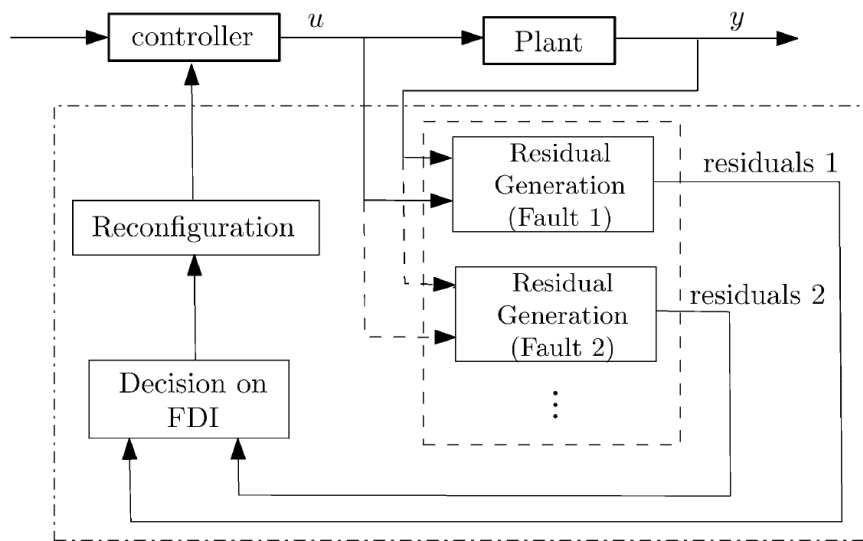 controller
u
Plant
y
Residual
Generation
(Fault 1)
residuals 1
Reconfiguration
Residual
Generation
(Fault 2)
residuals 2
Decision on
FDI